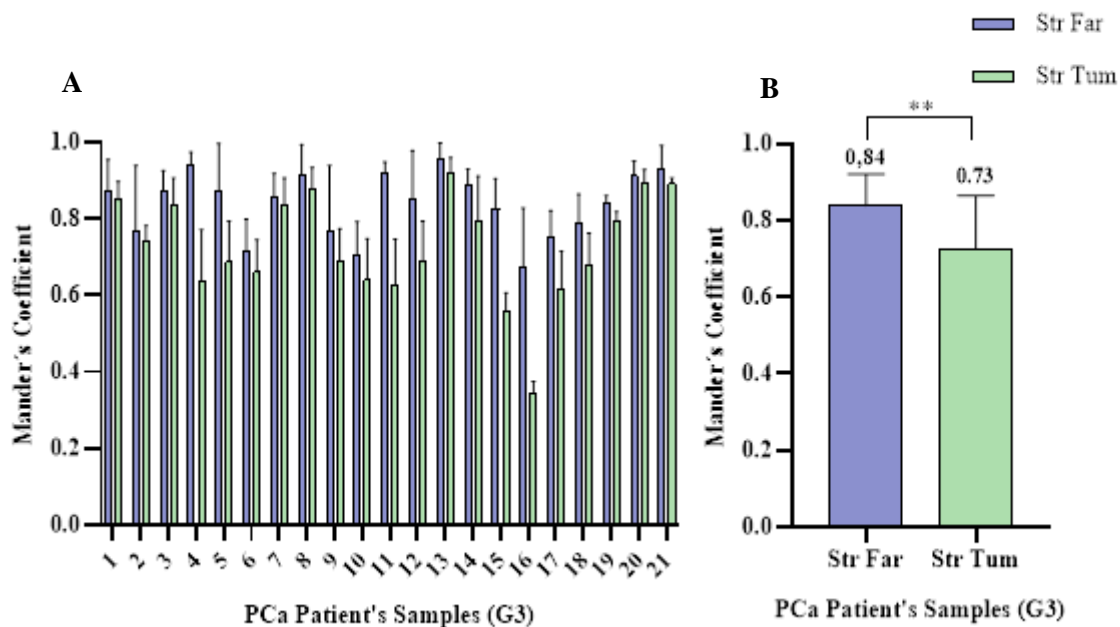 Str Far
Str Tum
A
B
Mander´s Coefficient
1.0
0.8
0.6
0.4
0.2
0.0
1 2 3 4 5 6 7 8 9 10 11 12 13 14 15 16 17 18 19 20 21
PCa Patient's Samples (G3)
**
0,84
0.73
Mander´s Coefficient
1.0
0.8
0.6
0.4
0.2
0.0
Str Far Str Tum
PCa Patient's Samples (G3)